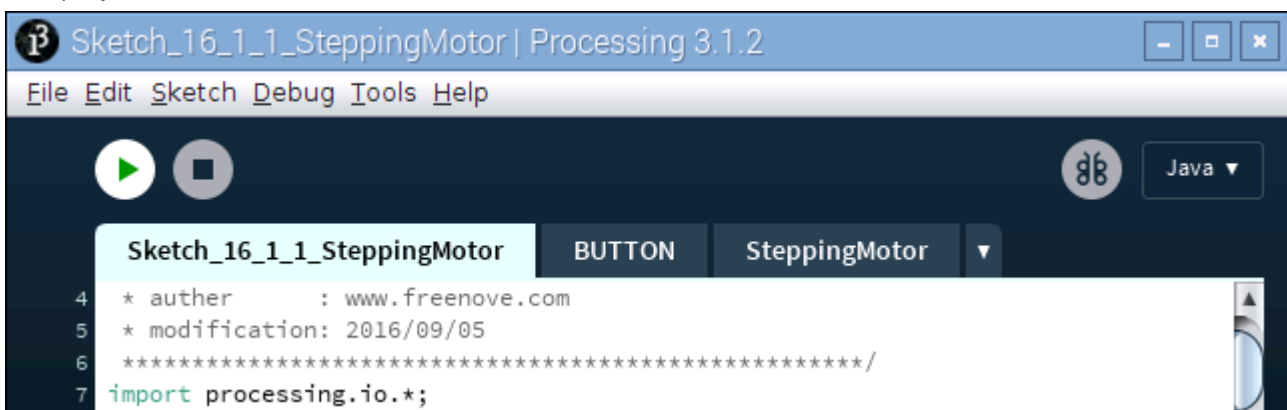 Sketch_16_1_1_SteppingMotor | Processing 3.1.2
File Edit Sketch Debug Tools Help
Java ▼
Sketch_16_1_1_SteppingMotor BUTTON SteppingMotor ▼
4 * auther : www.freenove.com
5 * modification: 2016/09/05
6 *****************************************************/
7 import processing.io.*;